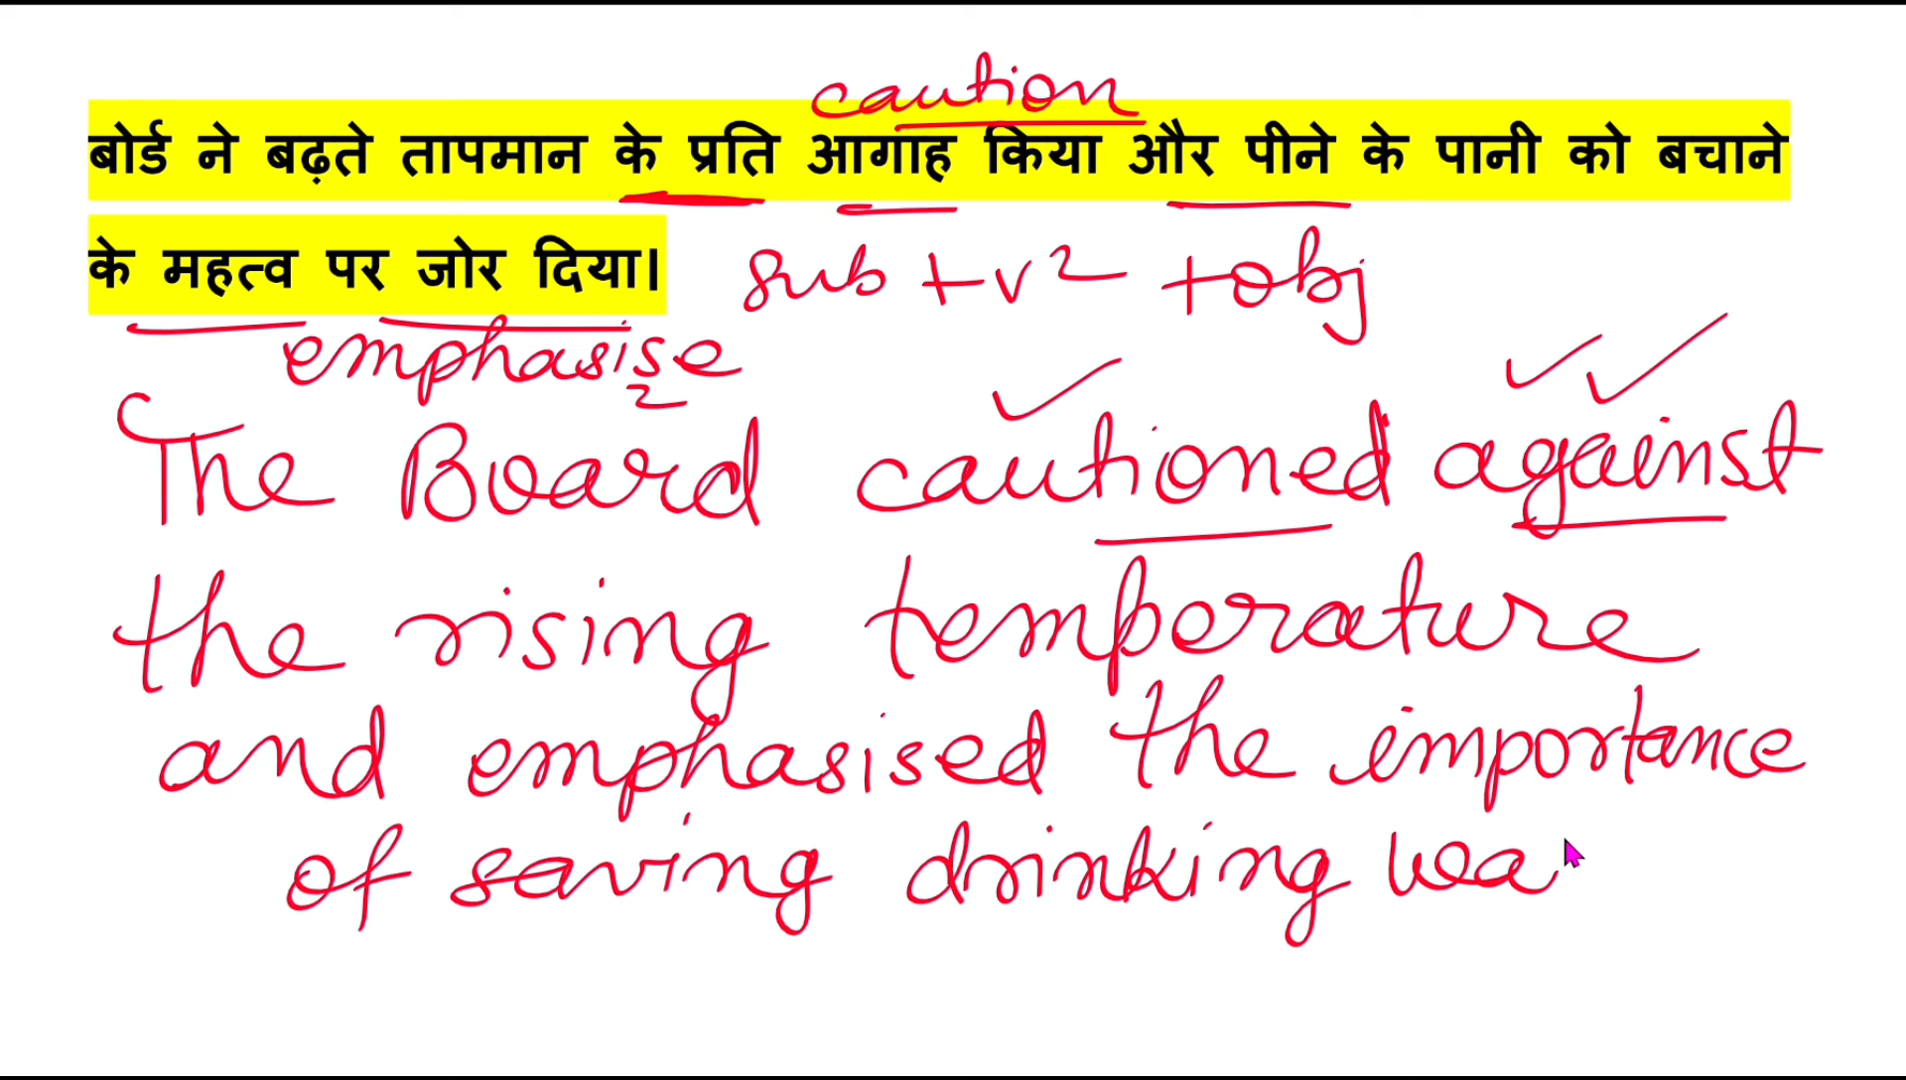 caution
बोर्ड ने बढ़ते तापमान के प्रति आगाह किया और पीने के पानी को बचाने
के महत्व पर जोर दिया।
sub + v2 + obj
emphasise
z
The Board cautioned against
the rising temperature
and emphasised the importance
of saving drinking wa